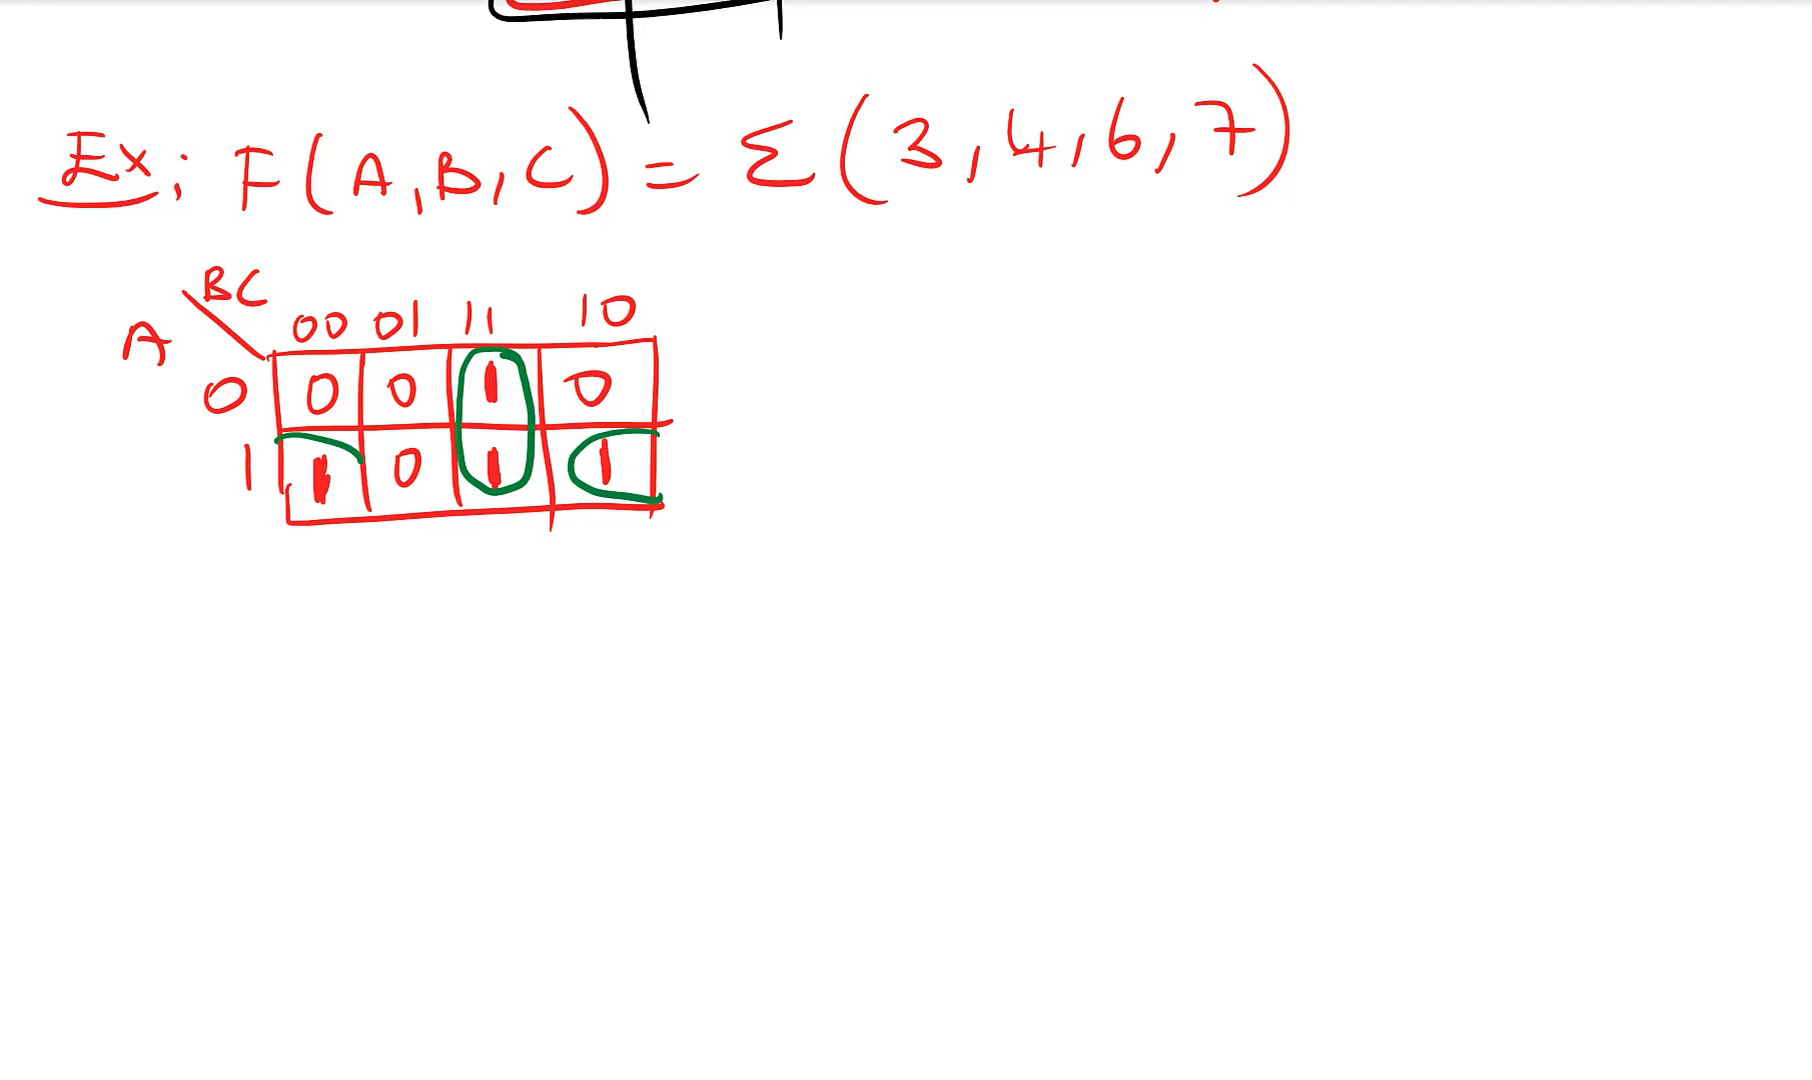 Ex; F(A,B,C) = Σ(3,4,6,7)
BC
A
00 01 11 10
0 0 0 1 0
1 1 0 1 1